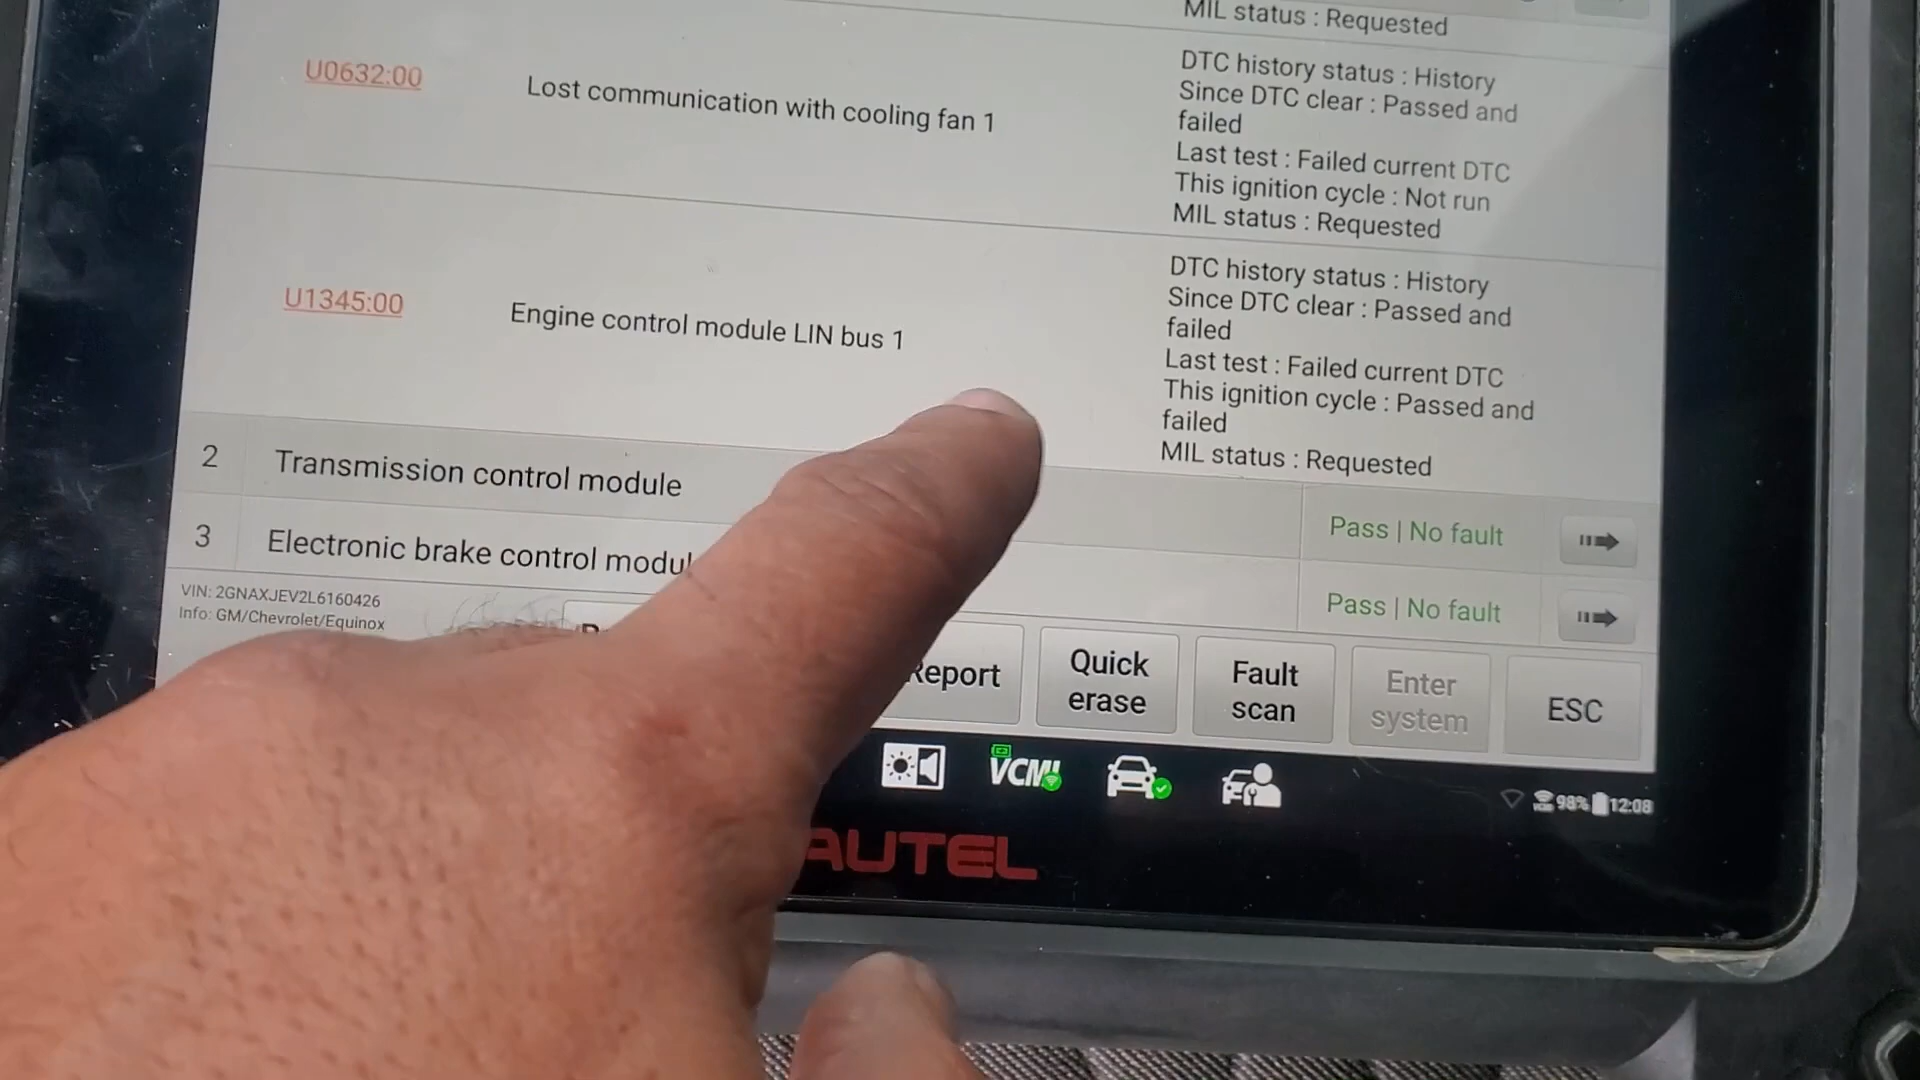 MIL status : Requested
U0632:00
Lost communication with cooling fan 1
DTC history status : History
Since DTC clear : Passed and
failed
Last test : Failed current DTC
This ignition cycle : Not run
MIL status : Requested
U1345:00
Engine control module LIN bus 1
DTC history status : History
Since DTC clear : Passed and
failed
Last test : Failed current DTC
This ignition cycle : Passed and
failed
MIL status : Requested
2 Transmission control module
Pass | No fault
3 Electronic brake control modul
Pass | No fault
VIN: 2GNAXJEV2L6160426
Info: GM/Chevrolet/Equinox
Report
Quick
erase
Fault
scan
Enter
system
ESC
VCMI
98% 12:08
AUTEL